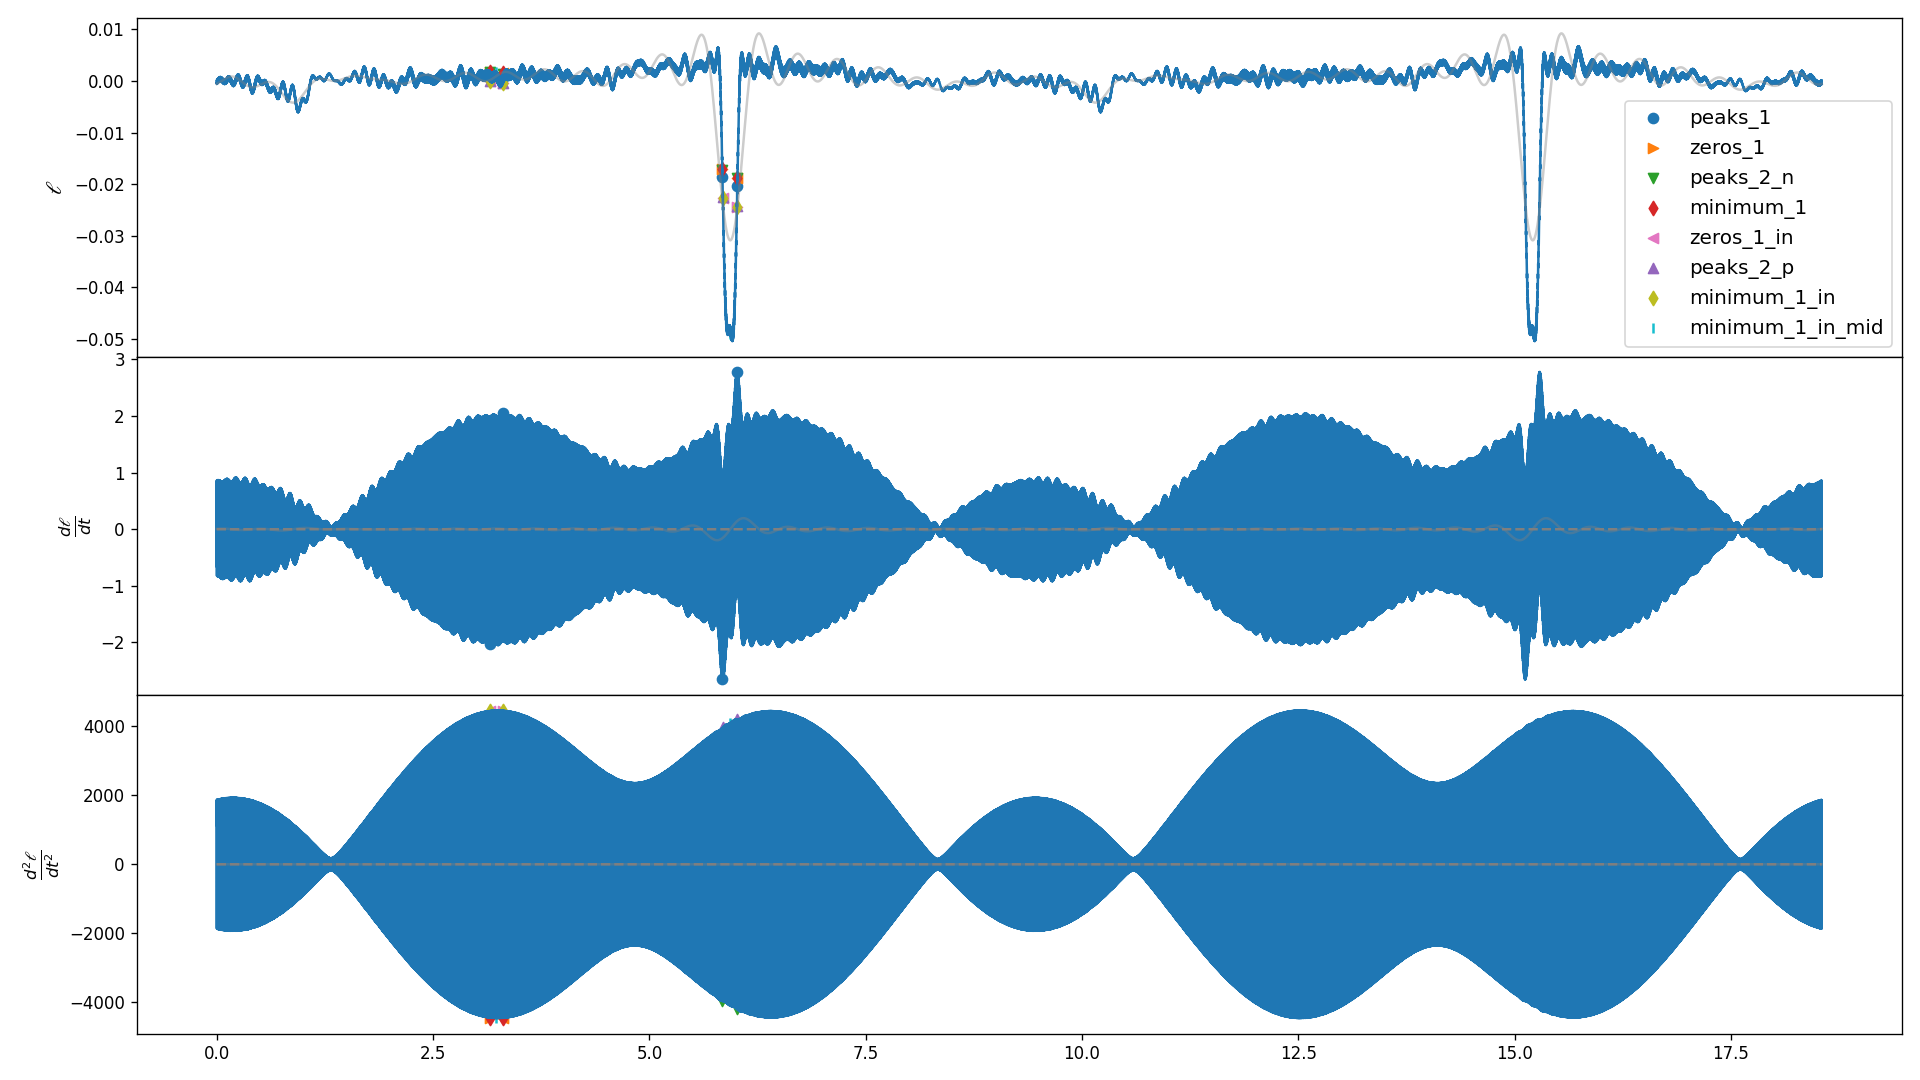 0.01
0.00
−0.01
−0.02
−0.03
−0.04
−0.05
ℓ
peaks_1
zeros_1
peaks_2_n
minimum_1
zeros_1_in
peaks_2_p
minimum_1_in
minimum_1_in_mid
3
2
1
0
−1
−2
dℓ
dt
4000
2000
0
−2000
−4000
d²ℓ
dt²
0.0 2.5 5.0 7.5 10.0 12.5 15.0 17.5